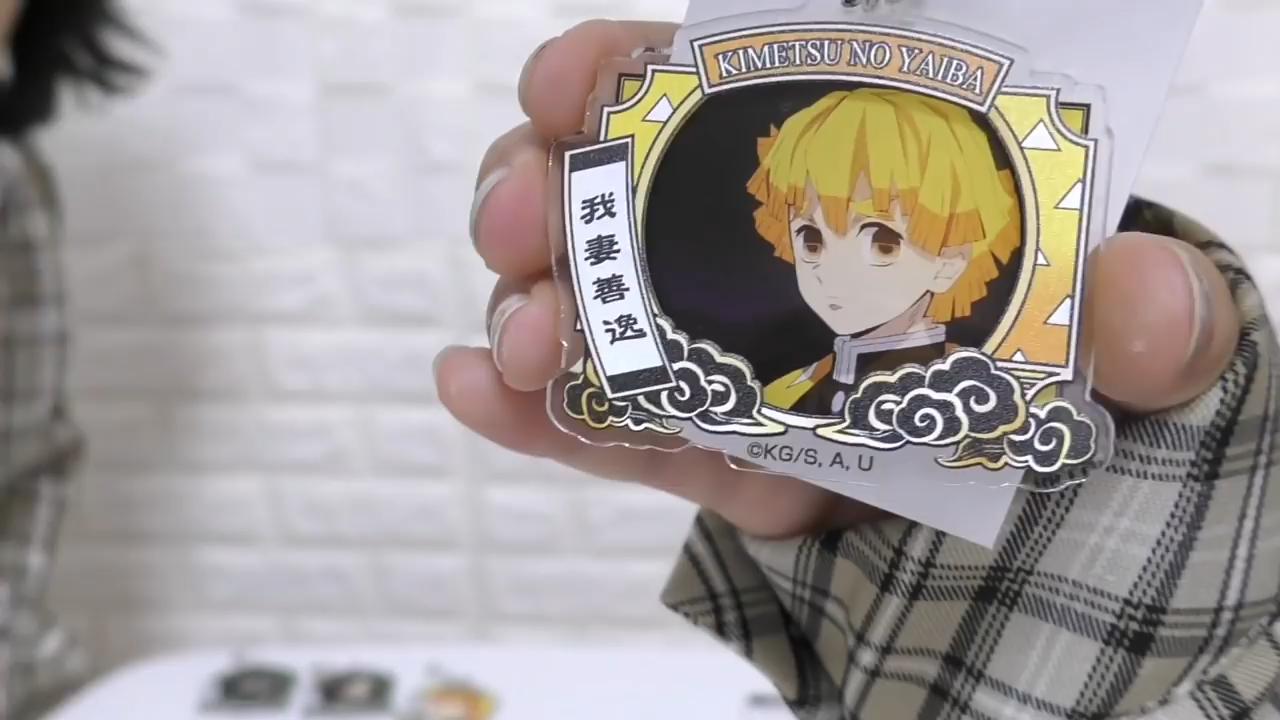 KIMETSU NO YAIBA
我妻善逸
©KG/S, A, U